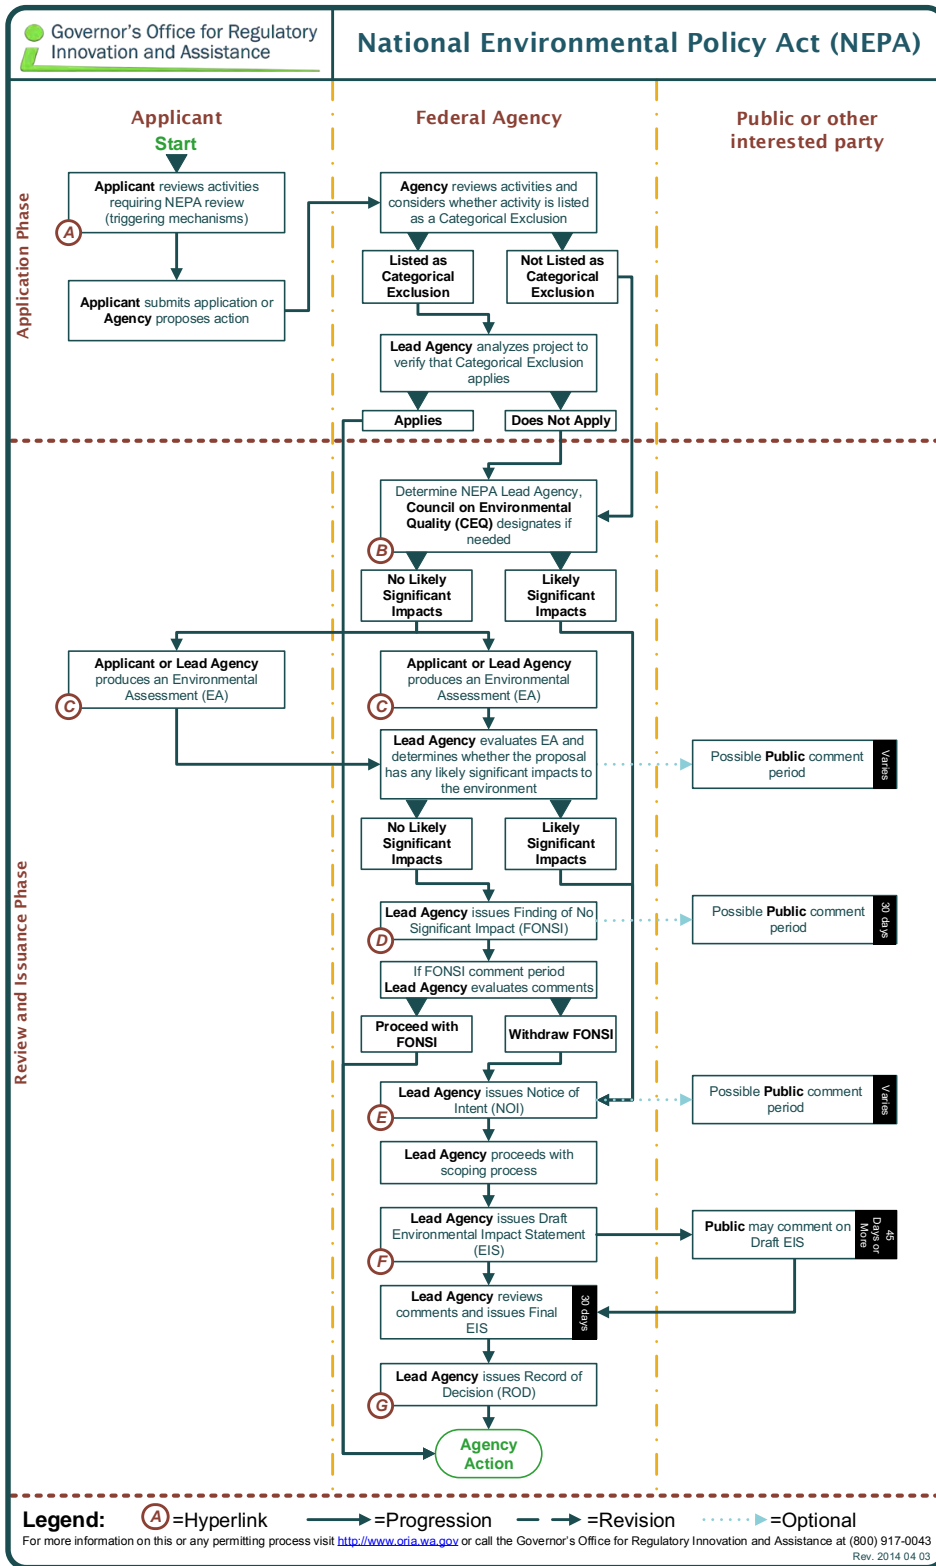 Governor's Office for Regulatory
Innovation and Assistance
National Environmental Policy Act (NEPA)
Applicant
Federal Agency
Public or other
interested party
Start
Application Phase
Applicant reviews activities
requiring NEPA review
(triggering mechanisms)
A
Agency reviews activities and
considers whether activity is listed
as a Categorical Exclusion
Listed as
Categorical
Exclusion
Not Listed as
Categorical
Exclusion
Applicant submits application or
Agency proposes action
Lead Agency analyzes project to
verify that Categorical Exclusion
applies
Applies
Does Not Apply
Review and Issuance Phase
Determine NEPA Lead Agency,
Council on Environmental
Quality (CEQ) designates if
needed
B
No Likely
Significant
Impacts
Likely
Significant
Impacts
Applicant or Lead Agency
produces an Environmental
Assessment (EA)
C
Applicant or Lead Agency
produces an Environmental
Assessment (EA)
C
Lead Agency evaluates EA and
determines whether the proposal
has any likely significant impacts to
the environment
Possible Public comment
period
Varies
No Likely
Significant
Impacts
Likely
Significant
Impacts
Lead Agency issues Finding of No
Significant Impact (FONSI)
D
Possible Public comment
period
30 days
If FONSI comment period
Lead Agency evaluates comments
Proceed with
FONSI
Withdraw FONSI
Lead Agency issues Notice of
Intent (NOI)
E
Possible Public comment
period
Varies
Lead Agency proceeds with
scoping process
Lead Agency issues Draft
Environmental Impact Statement
(EIS)
F
Public may comment on
Draft EIS
45
Days or
More
Lead Agency reviews
comments and issues Final
EIS
30 days
Lead Agency issues Record of
Decision (ROD)
G
Agency
Action
Legend: A =Hyperlink =Progression =Revision =Optional
For more information on this or any permitting process visit http://www.oria.wa.gov or call the Governor's Office for Regulatory Innovation and Assistance at (800) 917-0043
Rev. 2014 04 03